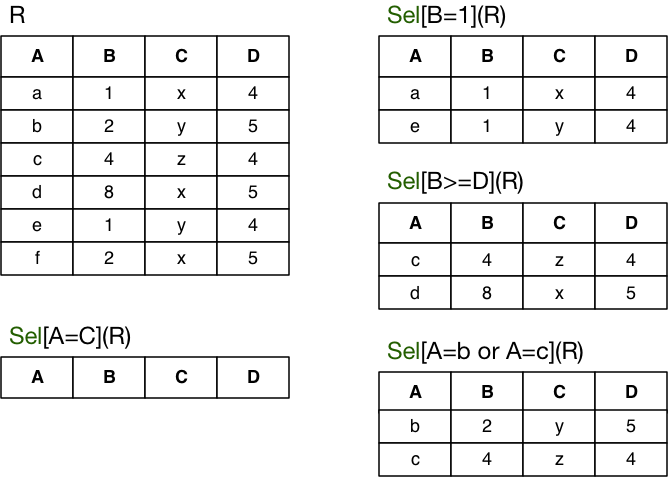 R
A B C D
a 1 x 4
b 2 y 5
c 4 z 4
d 8 x 5
e 1 y 4
f 2 x 5
Sel[A=C](R)
A B C D
Sel[B=1](R)
A B C D
a 1 x 4
e 1 y 4
Sel[B>=D](R)
A B C D
c 4 z 4
d 8 x 5
Sel[A=b or A=c](R)
A B C D
b 2 y 5
c 4 z 4